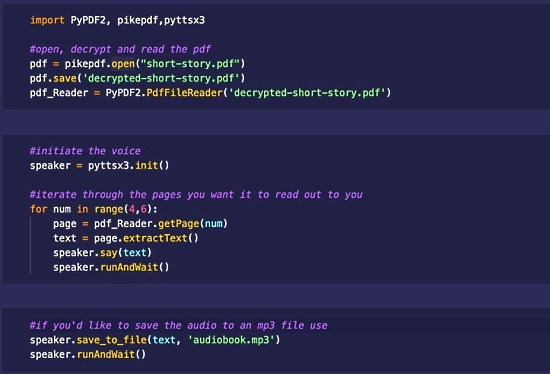 import PyPDF2, pikepdf,pyttsx3
#open, decrypt and read the pdf
pdf = pikepdf.open("short-story.pdf")
pdf.save('decrypted-short-story.pdf')
pdf_Reader = PyPDF2.PdfFileReader('decrypted-short-story.pdf')
#initiate the voice
speaker = pyttsx3.init()
#iterate through the pages you want it to read out to you
for num in range(4,6):
    page = pdf_Reader.getPage(num)
    text = page.extractText()
    speaker.say(text)
    speaker.runAndWait()
#if you'd like to save the audio to an mp3 file use
speaker.save_to_file(text, 'audiobook.mp3')
speaker.runAndWait()